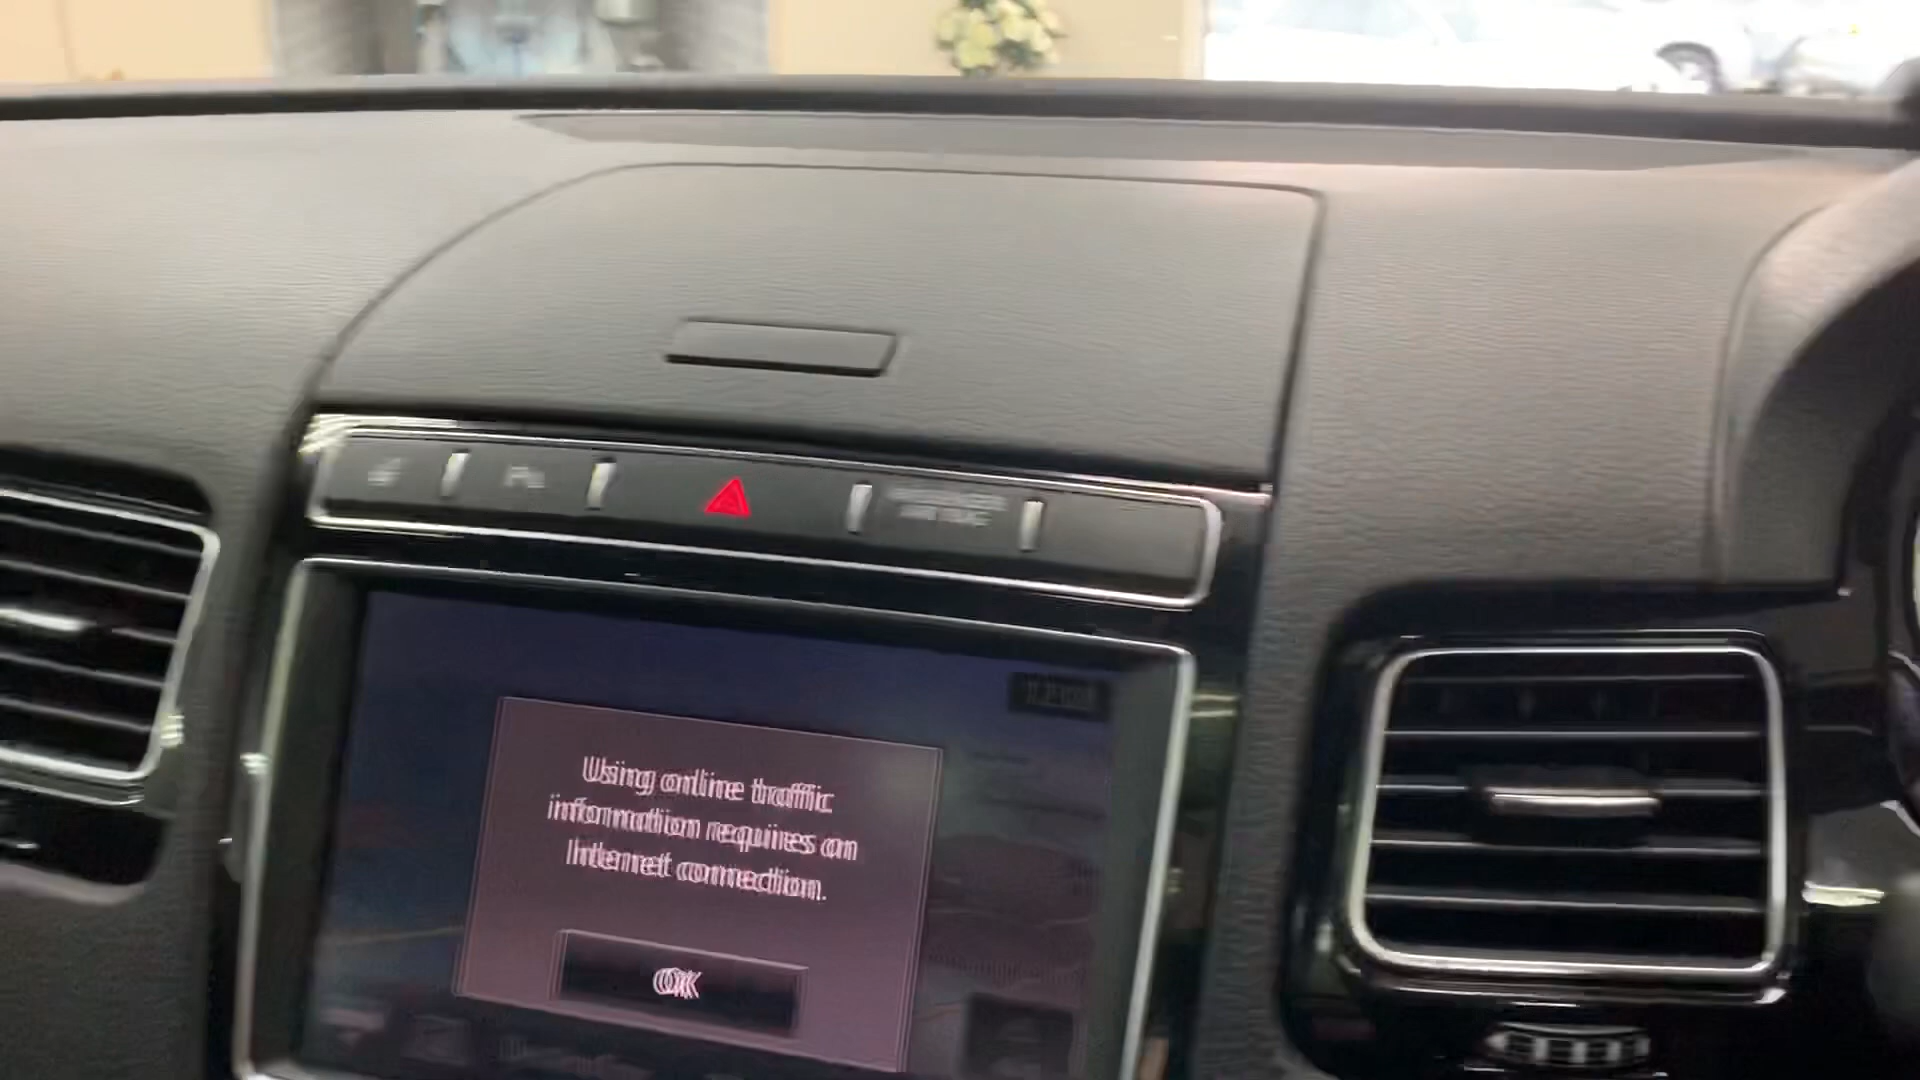 Using online traffic
information requires an
Internet connection.
OK